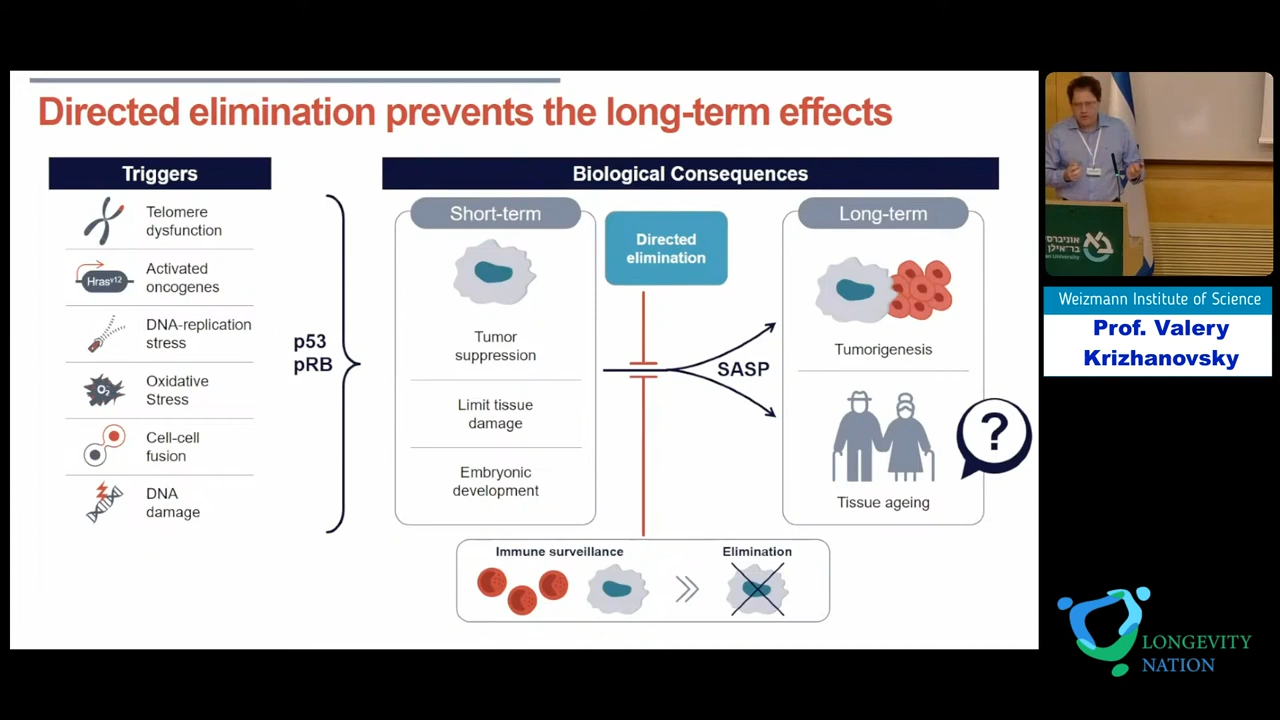 Directed elimination prevents the long-term effects
Triggers
Telomere
dysfunction
Hrasᵛ¹²
Activated
oncogenes
DNA-replication
stress
O₂
Oxidative
Stress
Cell-cell
fusion
DNA
damage
p53
pRB
Biological Consequences
Short-term
Tumor
suppression
Limit tissue
damage
Embryonic
development
Directed
elimination
SASP
Long-term
Tumorigenesis
?
Tissue ageing
Immune surveillance
Elimination
Weizmann Institute of Science
Prof. Valery
Krizhanovsky
LONGEVITY
NATION